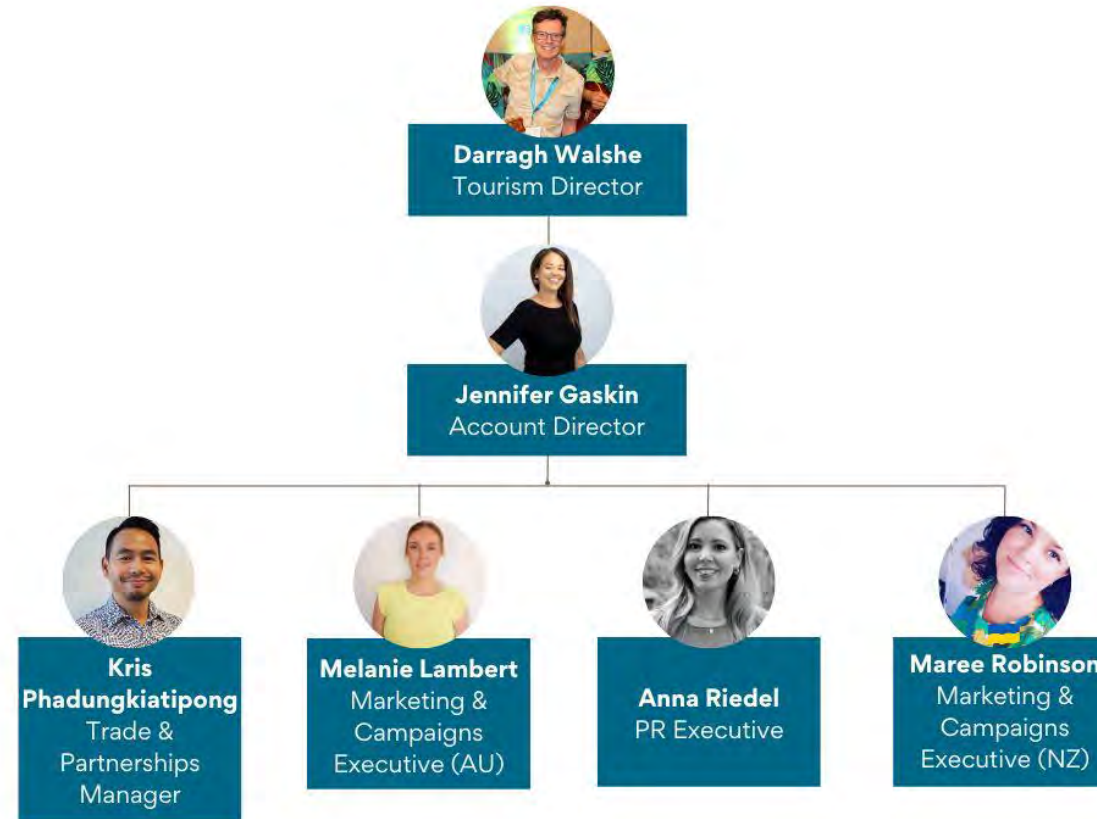 Darragh Walshe
Tourism Director
Jennifer Gaskin
Account Director
Kris
Phadungkiatipong
Trade &
Partnerships
Manager
Melanie Lambert
Marketing &
Campaigns
Executive (AU)
Anna Riedel
PR Executive
Maree Robinson
Marketing &
Campaigns
Executive (NZ)